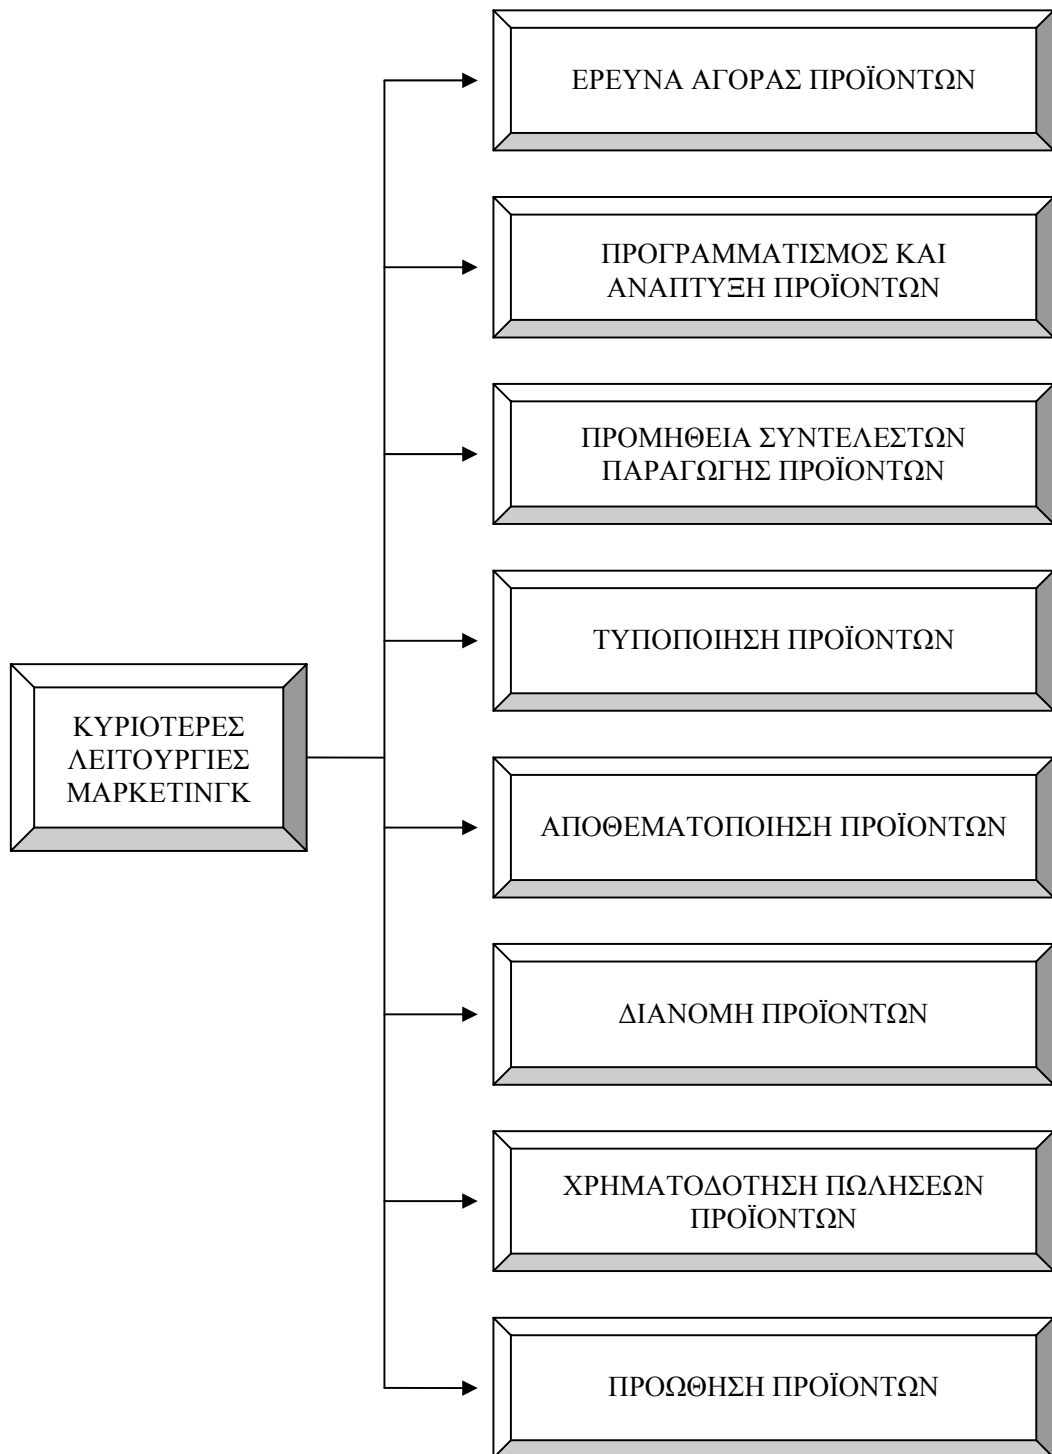 ΕΡΕΥΝΑ ΑΓΟΡΑΣ ΠΡΟΪΟΝΤΩΝ
ΠΡΟΓΡΑΜΜΑΤΙΣΜΟΣ ΚΑΙ
ΑΝΑΠΤΥΞΗ ΠΡΟΪΟΝΤΩΝ
ΠΡΟΜΗΘΕΙΑ ΣΥΝΤΕΛΕΣΤΩΝ
ΠΑΡΑΓΩΓΗΣ ΠΡΟΪΟΝΤΩΝ
ΤΥΠΟΠΟΙΗΣΗ ΠΡΟΪΟΝΤΩΝ
ΚΥΡΙΟΤΕΡΕΣ
ΛΕΙΤΟΥΡΓΙΕΣ
ΜΑΡΚΕΤΙΝΓΚ
ΑΠΟΘΕΜΑΤΟΠΟΙΗΣΗ ΠΡΟΪΟΝΤΩΝ
ΔΙΑΝΟΜΗ ΠΡΟΪΟΝΤΩΝ
ΧΡΗΜΑΤΟΔΟΤΗΣΗ ΠΩΛΗΣΕΩΝ
ΠΡΟΪΟΝΤΩΝ
ΠΡΟΩΘΗΣΗ ΠΡΟΪΟΝΤΩΝ